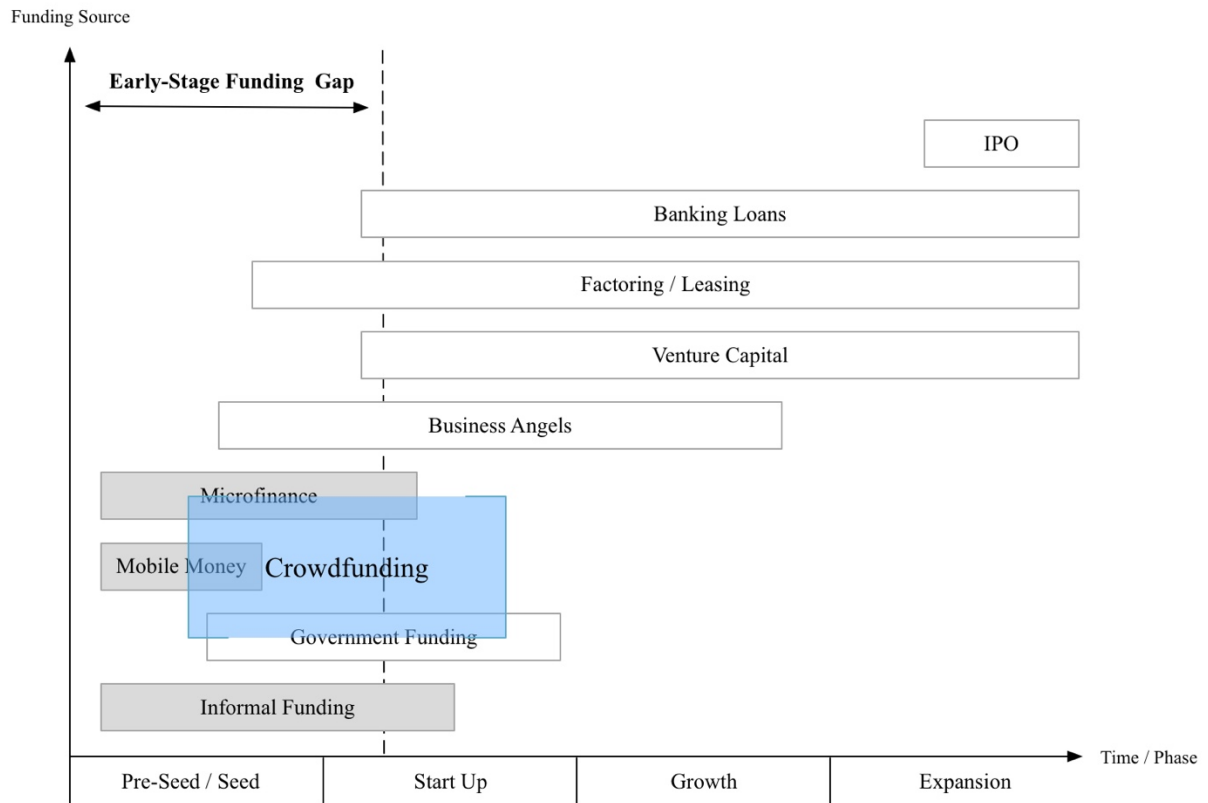 Funding Source
Early-Stage Funding Gap
IPO
Banking Loans
Factoring / Leasing
Venture Capital
Business Angels
Microfinance
Mobile Money
Crowdfunding
Government Funding
Informal Funding
Time / Phase
Pre-Seed / Seed
Start Up
Growth
Expansion